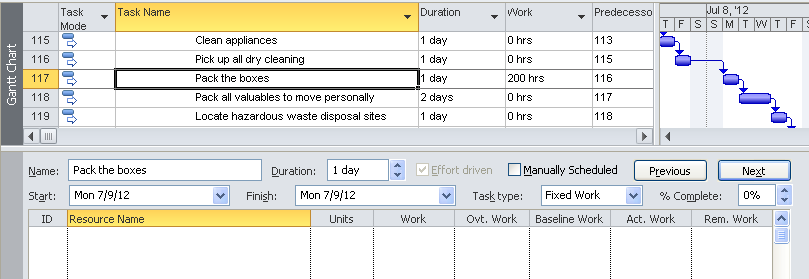 Gantt Chart
Task Mode Task Name Duration Work Predecesso Jul 8, '12
T F S S M T W T F S
115 Clean appliances 1 day 0 hrs 113
116 Pick up all dry cleaning 1 day 0 hrs 115
117 Pack the boxes 1 day 200 hrs 116
118 Pack all valuables to move personally 2 days 0 hrs 117
119 Locate hazardous waste disposal sites 1 day 0 hrs 118
Name: Pack the boxes Duration: 1 day Effort driven Manually Scheduled Previous Next
Start: Mon 7/9/12 Finish: Mon 7/9/12 Task type: Fixed Work % Complete: 0%
ID Resource Name Units Work Ovt. Work Baseline Work Act. Work Rem. Work